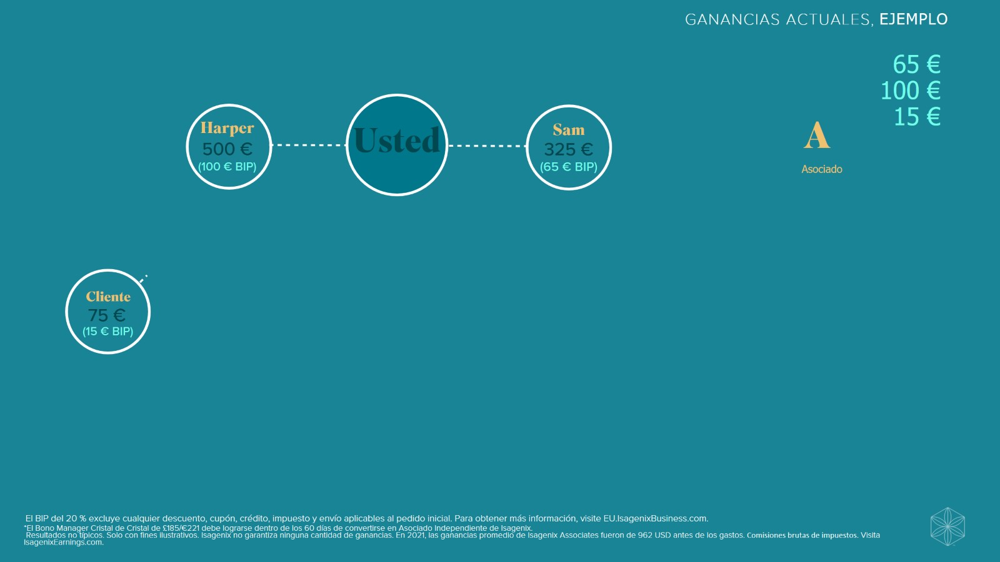 GANANCIAS ACTUALES, EJEMPLO
65 €
100 €
15 €
Harper
500 €
(100 € BIP)
Usted
Sam
325 €
(65 € BIP)
A
Asociado
Cliente
75 €
(15 € BIP)
El BIP del 20 % excluye cualquier descuento, cupón, crédito, impuesto y envío aplicables al pedido inicial. Para obtener más información, visite EU.IsagenixBusiness.com.
*El Bono Manager Cristal de Cristal de £185/€221 debe lograrse dentro de los 60 días de convertirse en Asociado Independiente de Isagenix.
Resultados no típicos. Solo con fines ilustrativos. Isagenix no garantiza ninguna cantidad de ganancias. En 2021, las ganancias promedio de Isagenix Associates fueron de 962 USD antes de los gastos. Comisiones brutas de impuestos. Visita
IsagenixEarnings.com.